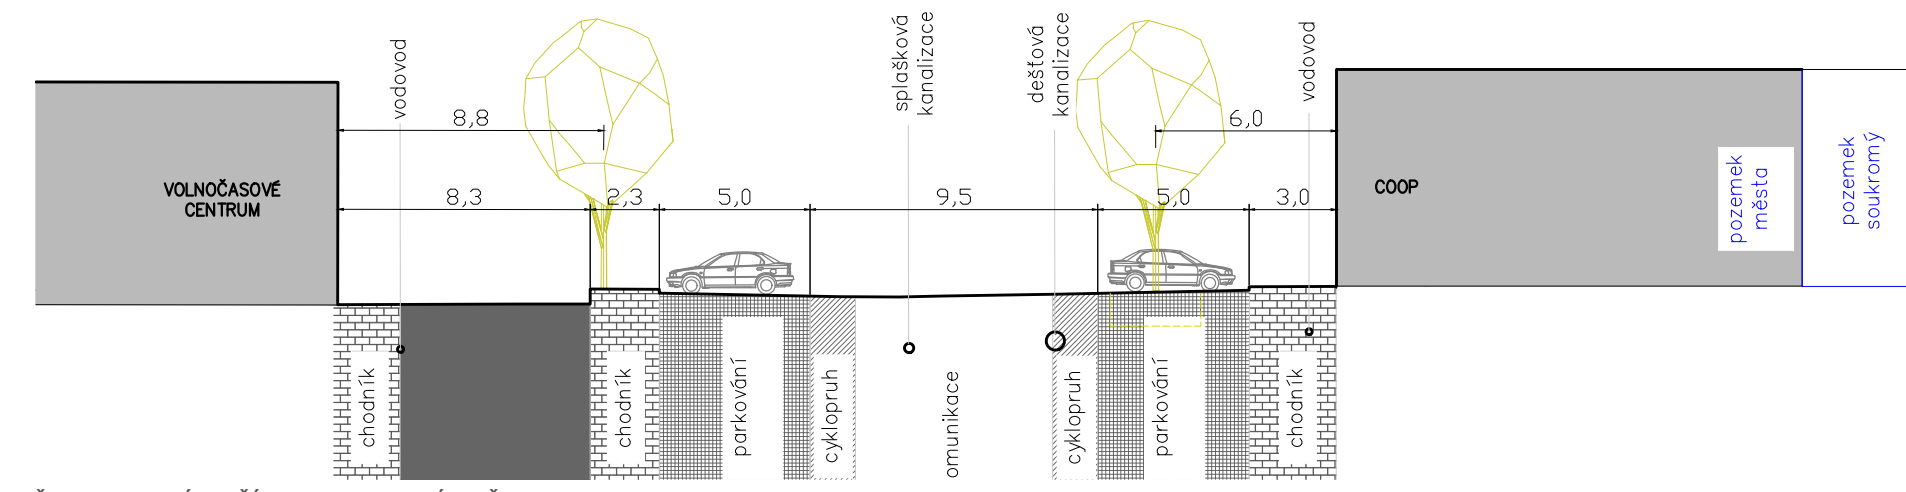 vodovod
splašková
kanalizace
dešťová
kanalizace
vodovod
8,8
6,0
VOLNOČASOVÉ
CENTRUM
8,3
2,3
5,0
9,5
5,0
3,0
COOP
pozemek
města
pozemek
soukromý
chodník
chodník
parkování
cyklopruh
omunikace
cyklopruh
parkování
chodník